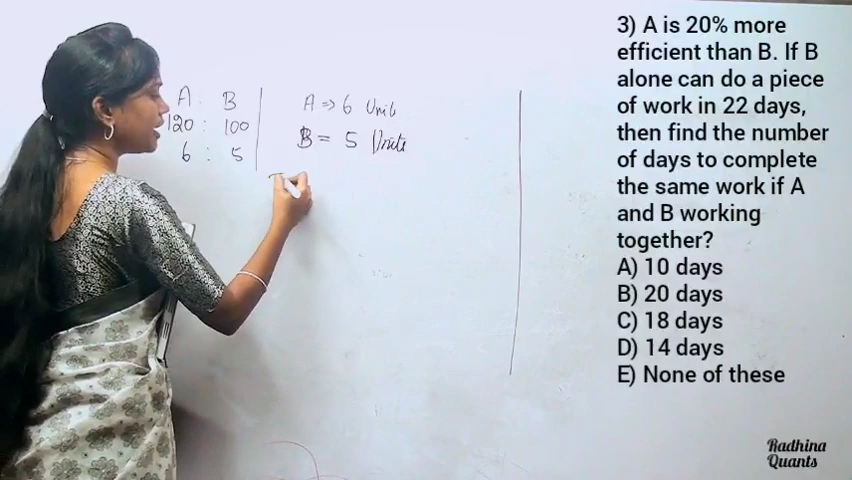 A : B
120 : 100
6 : 5
A => 6 Units
B = 5 Units
3) A is 20% more
efficient than B. If B
alone can do a piece
of work in 22 days,
then find the number
of days to complete
the same work if A
and B working
together?
A) 10 days
B) 20 days
C) 18 days
D) 14 days
E) None of these
Radhina
Quants